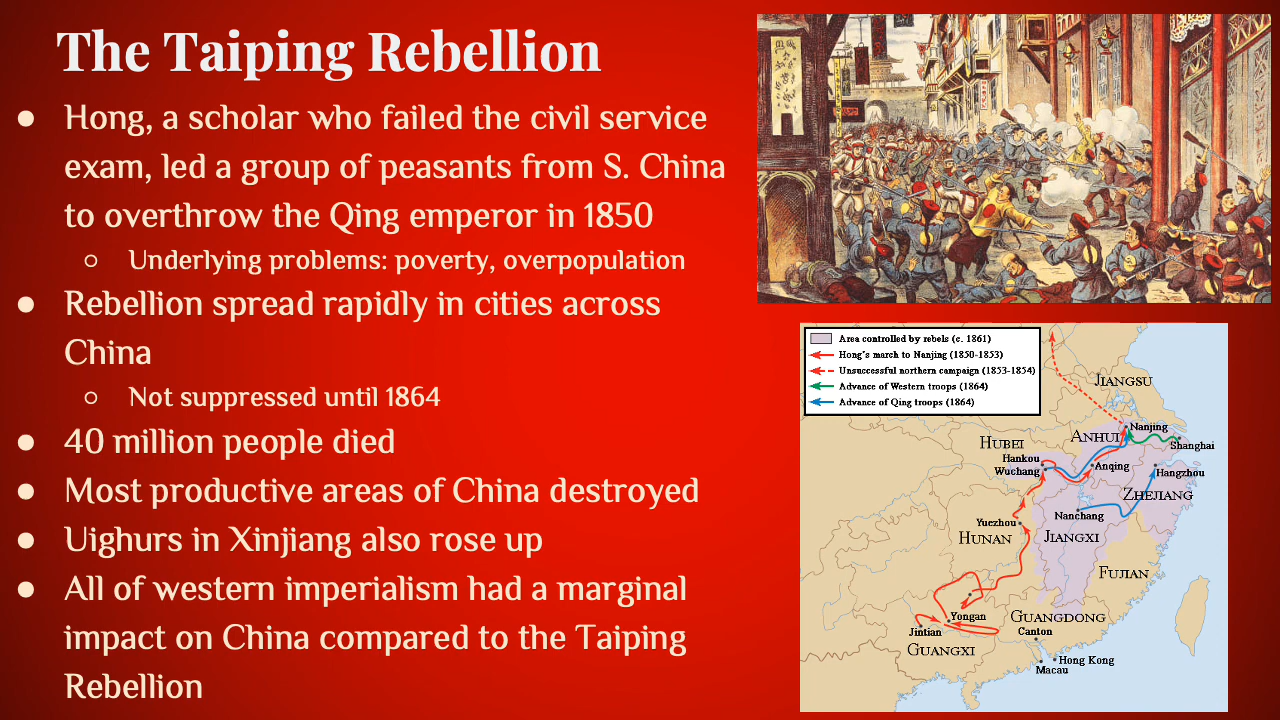 The Taiping Rebellion
● Hong, a scholar who failed the civil service
exam, led a group of peasants from S. China
to overthrow the Qing emperor in 1850
○ Underlying problems: poverty, overpopulation
● Rebellion spread rapidly in cities across
China
○ Not suppressed until 1864
● 40 million people died
● Most productive areas of China destroyed
● Uighurs in Xinjiang also rose up
● All of western imperialism had a marginal
impact on China compared to the Taiping
Rebellion
Area controlled by rebels (c. 1861)
Hong's march to Nanjing (1850-1853)
Unsuccessful northern campaign (1853-1854)
Advance of Western troops (1864)
Advance of Qing troops (1864)
JIANGSU
Nanjing
ANHUI
HUBEI
Shanghai
Hankou
Wuchang
Anqing
Hangzhou
ZHEJIANG
Nanchang
Yuezhou
HUNAN
JIANGXI
FUJIAN
Yongan
GUANGDONG
Jintian
Canton
GUANGXI
Hong Kong
Macau